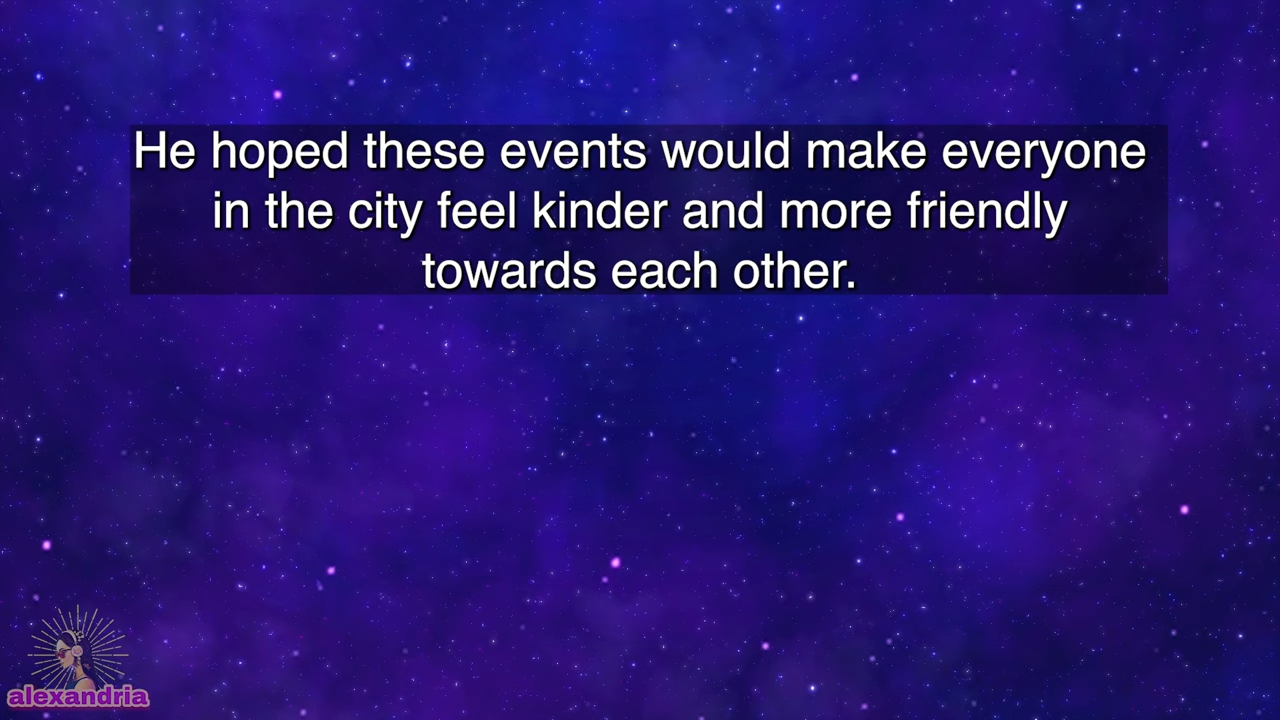 He hoped these events would make everyone
in the city feel kinder and more friendly
towards each other.
alexandria